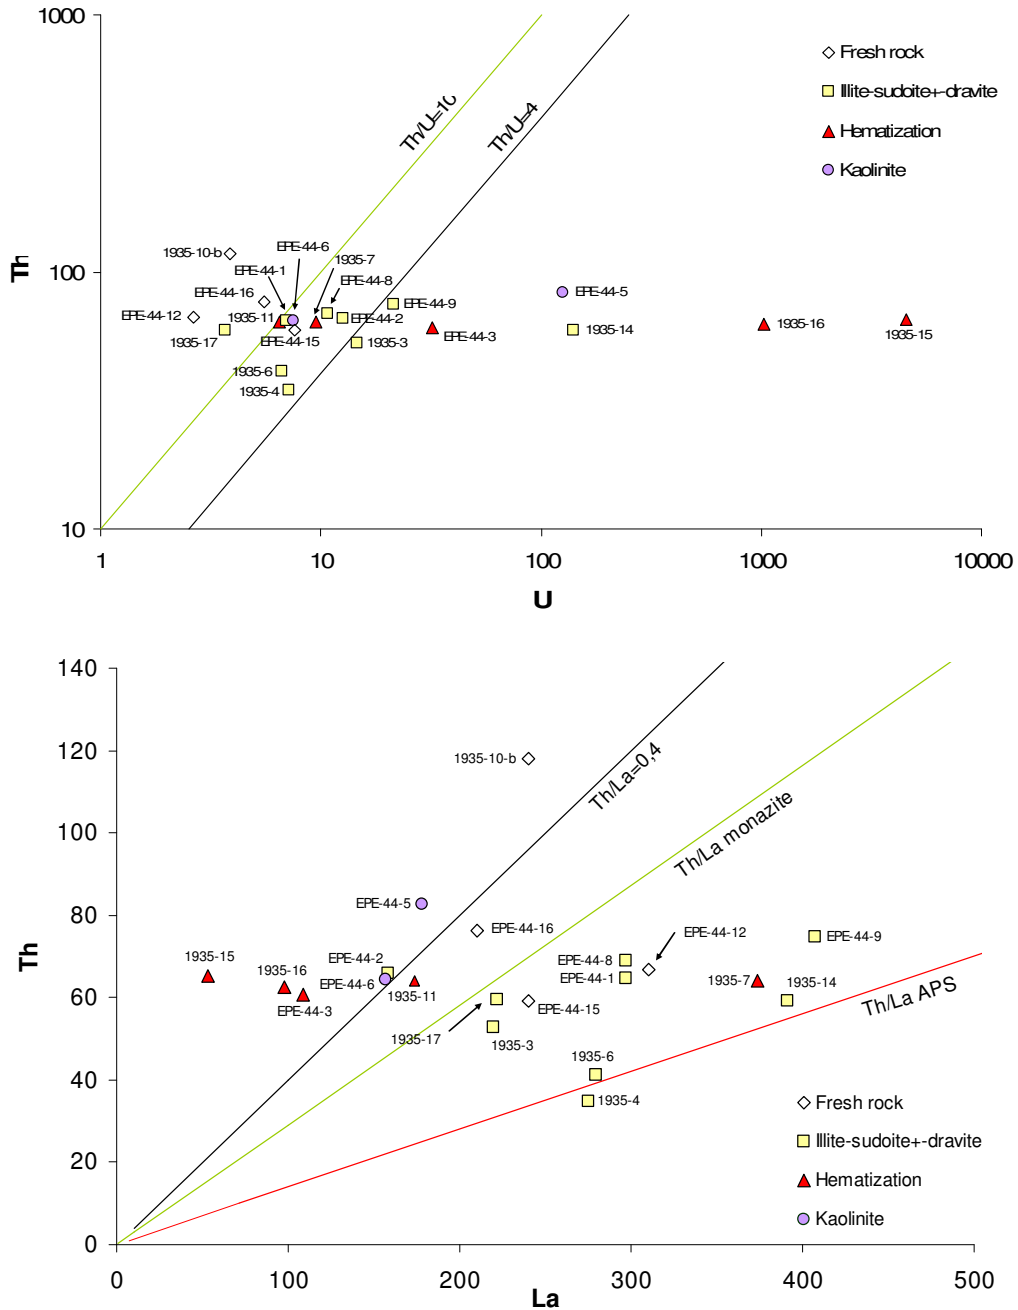 1000
Fresh rock
Illite-sudoite+-dravite
Hematization
Kaolinite
Th/U=10
Th/U=4
Th
100
10
1935-10-b
EPE-44-6
1935-7
EPE-44-1
EPE-44-8
EPE-44-16
EPE-44-9
EPE-44-5
EPE-44-12
1935-11
EPE-44-2
1935-16
1935-17
EPE-44-15
1935-3
EPE-44-3
1935-14
1935-15
1935-6
1935-4
1
10
100
1000
10000
U
140
120
100
80
60
40
20
0
Th
1935-10-b
Th/La=0,4
Th/La monazite
EPE-44-5
EPE-44-16
EPE-44-12
EPE-44-9
1935-15
EPE-44-2
EPE-44-8
1935-16
EPE-44-6
EPE-44-1
1935-7
1935-14
1935-11
EPE-44-3
EPE-44-15
Th/La APS
1935-17
1935-3
1935-6
1935-4
Fresh rock
Illite-sudoite+-dravite
Hematization
Kaolinite
0
100
200
300
400
500
La